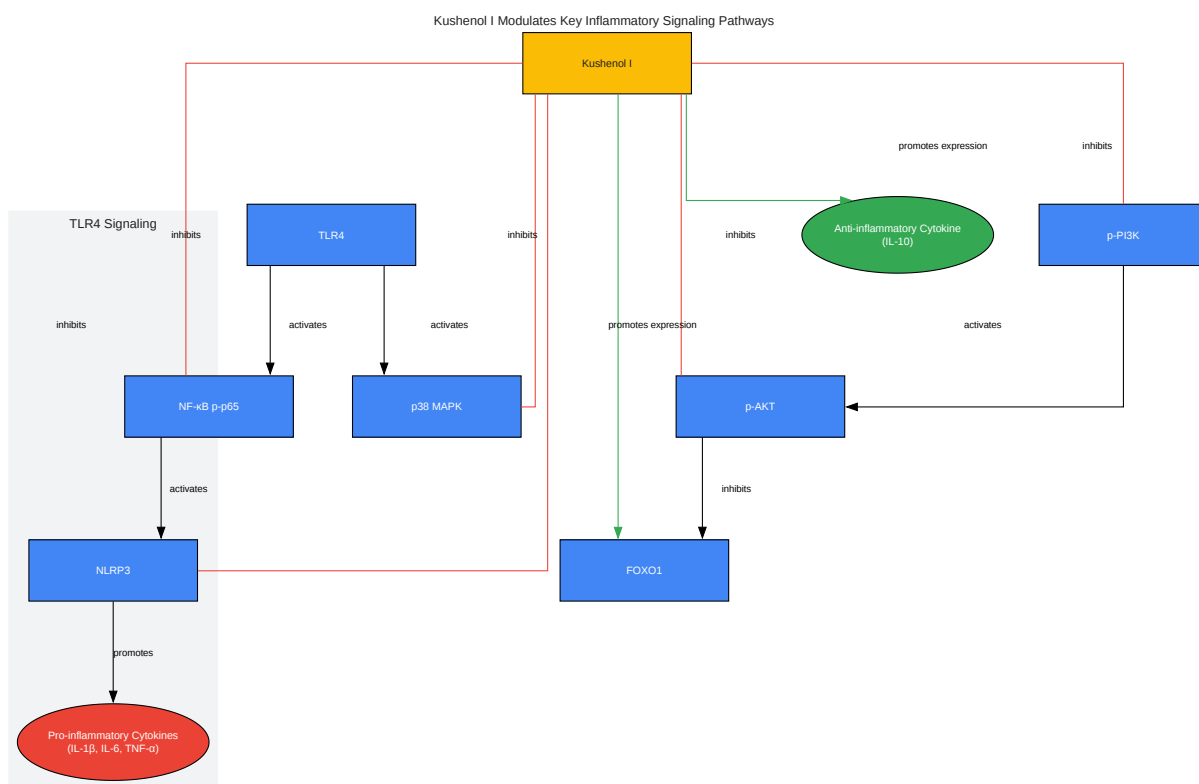 Kushenol I Modulates Key Inflammatory Signaling Pathways
Kushenol I
promotes expression
inhibits
TLR4 Signaling
inhibits
TLR4
inhibits
inhibits
Anti-inflammatory Cytokine
(IL-10)
p-PI3K
inhibits
activates
activates
promotes expression
activates
NF-κB p-p65
p38 MAPK
p-AKT
activates
inhibits
NLRP3
FOXO1
promotes
Pro-inflammatory Cytokines
(IL-1β, IL-6, TNF-α)